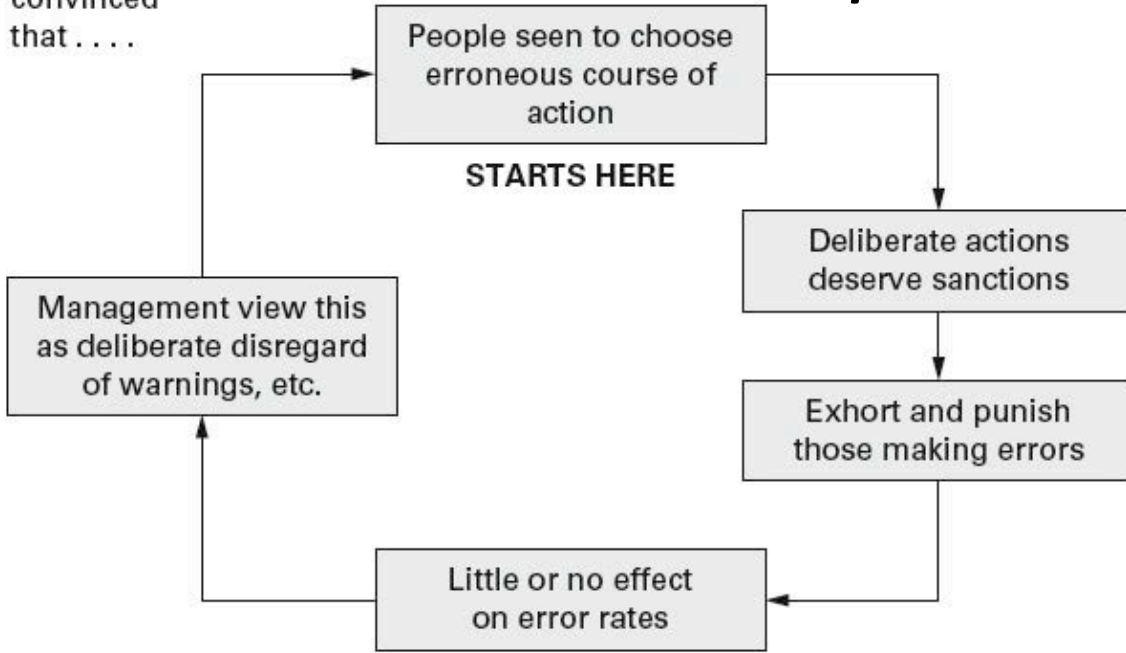 that . . . .
People seen to choose
erroneous course of
action
STARTS HERE
Deliberate actions
deserve sanctions
Exhort and punish
those making errors
Little or no effect
on error rates
Management view this
as deliberate disregard
of warnings, etc.